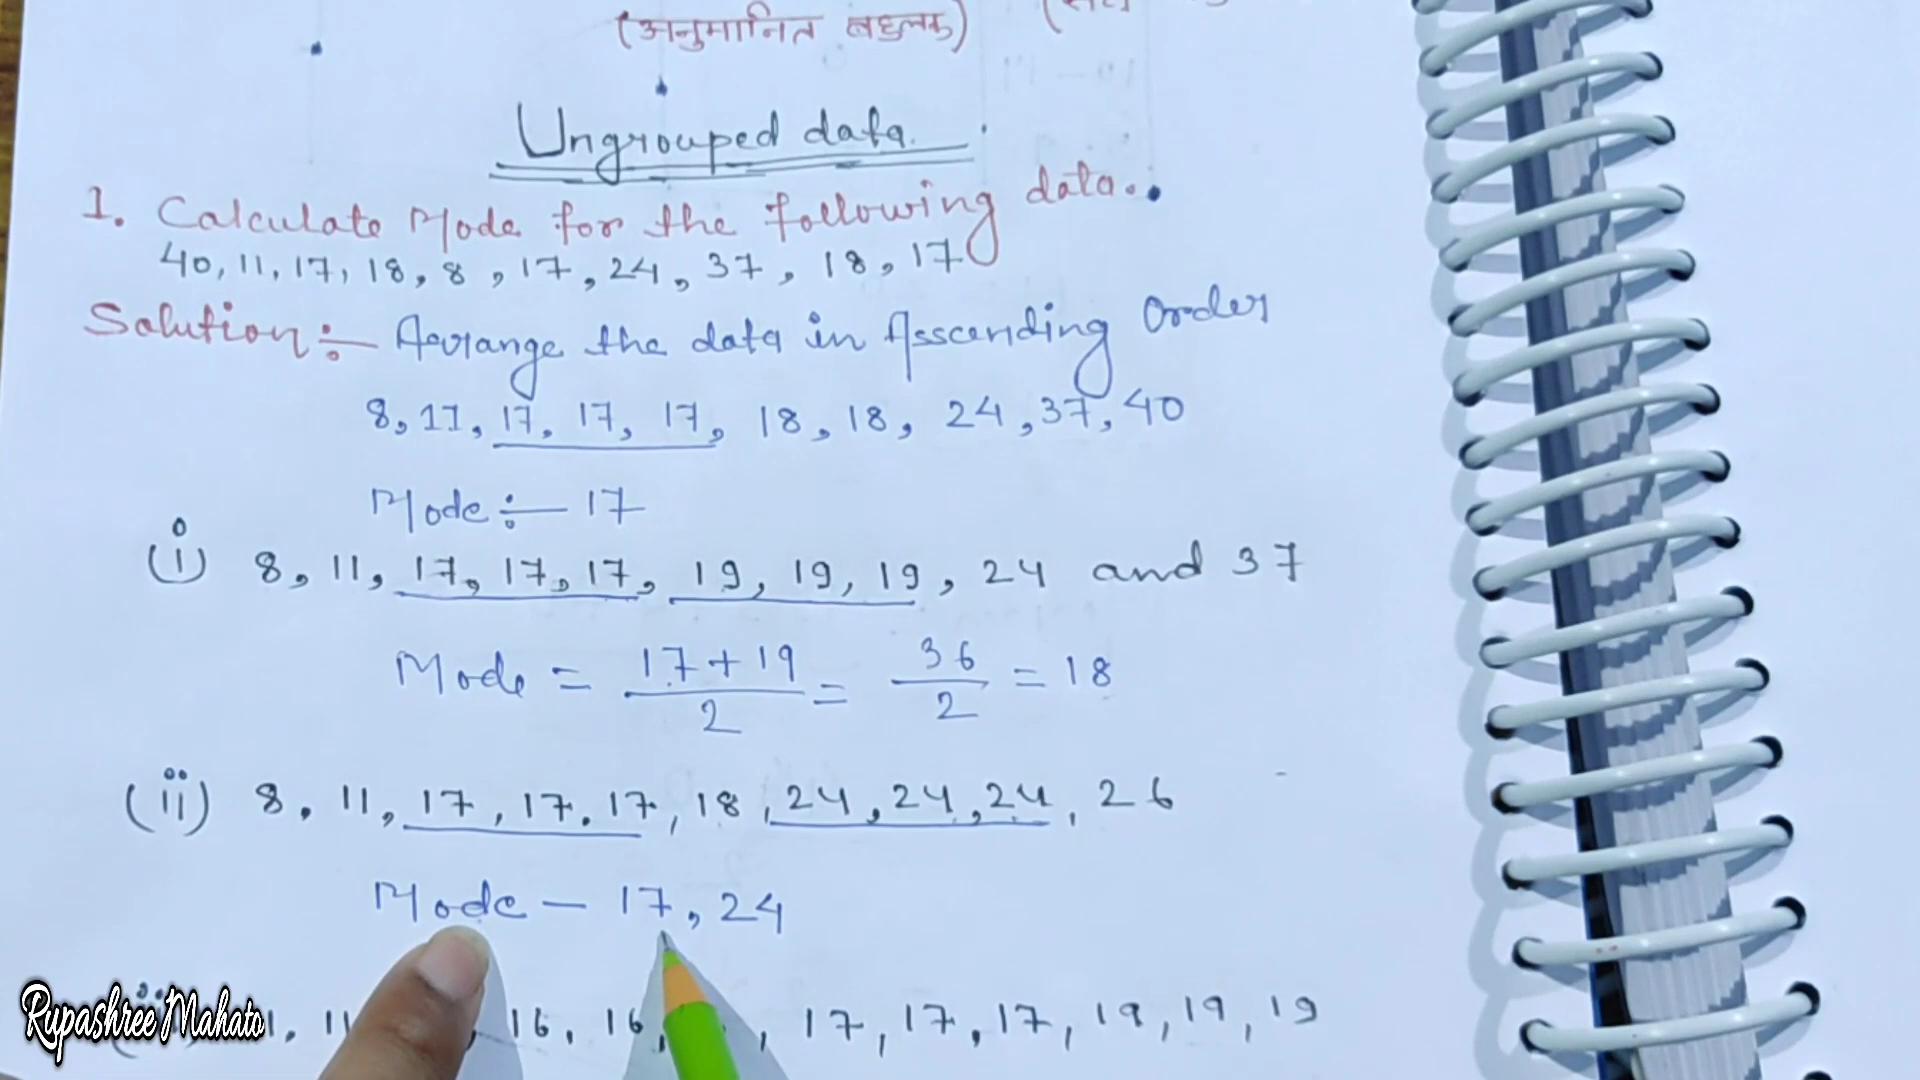 (अनुमानित बहुलक)
Ungrouped data.
1. Calculate Mode for the following data.
40, 11, 17, 18, 8, 17, 24, 37, 18, 17
Solution:- Arrange the data in Asscending Order
8, 11, 17, 17, 17, 18, 18, 24, 37, 40
Mode:- 17
(i) 8, 11, 17, 17, 17, 19, 19, 19, 24 and 37
Mode = 17+19/2 = 36/2 = 18
(ii) 8, 11, 17, 17, 17, 18, 24, 24, 24, 26
Mode - 17, 24
11, 16, 16, 17, 17, 17, 19, 19, 19
Rupashree Mahato